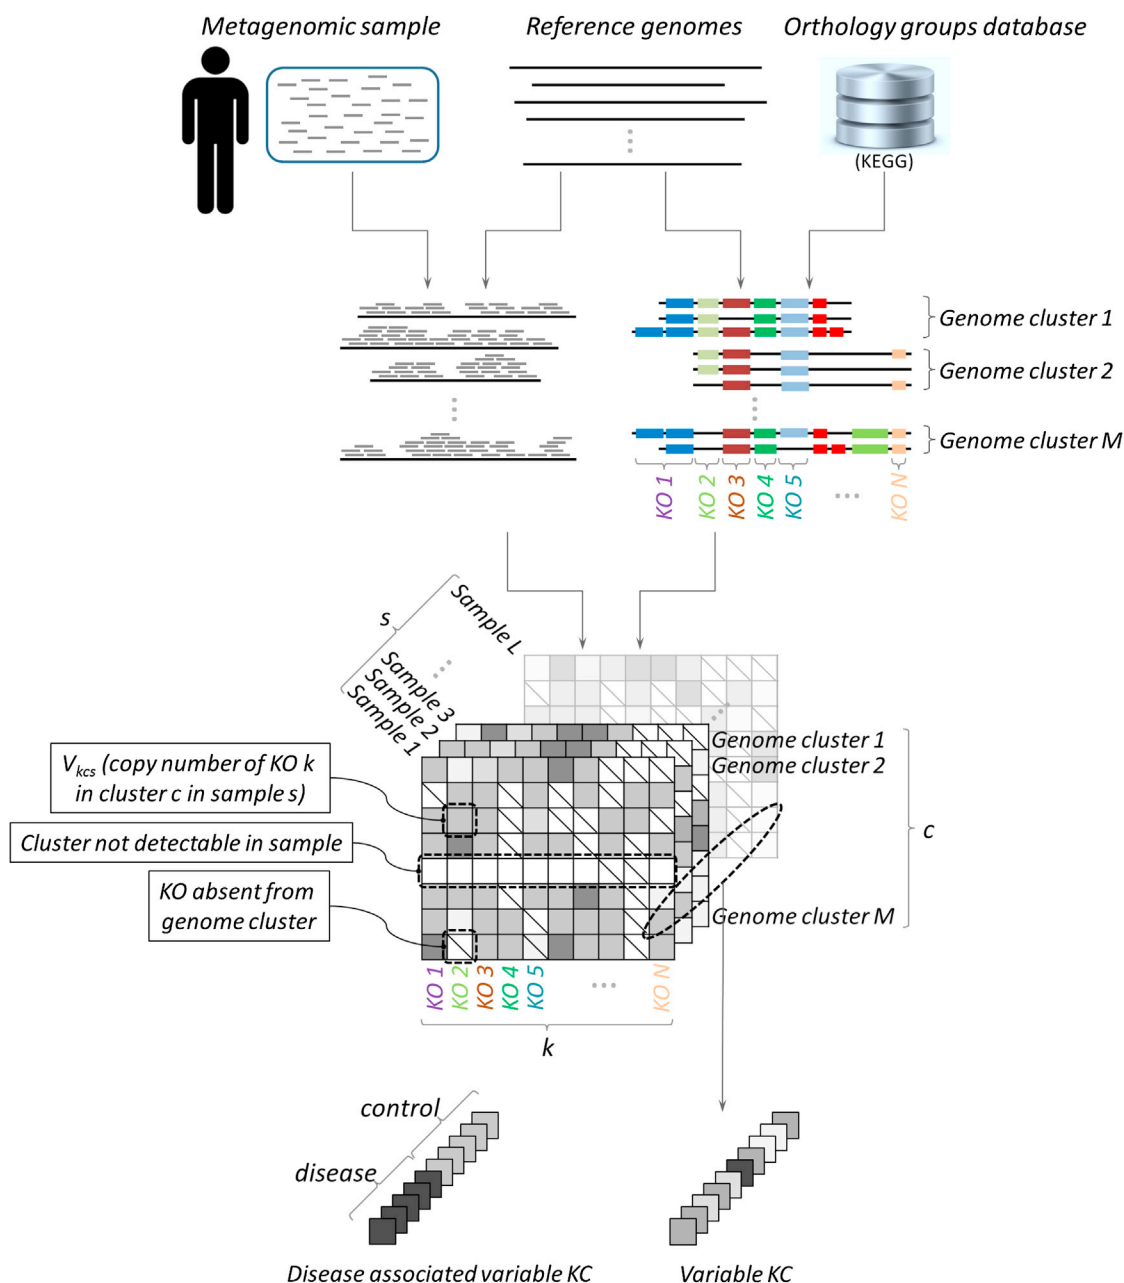 Metagenomic sample
Reference genomes
Orthology groups database
(KEGG)
Genome cluster 1
Genome cluster 2
Genome cluster M
KO 1
KO 2
KO 3
KO 4
KO 5
KO N
s
Sample L
Sample 3
Sample 2
Sample 1
Genome cluster 1
Genome cluster 2
Genome cluster M
c
Vkcs (copy number of KO k
in cluster c in sample s)
Cluster not detectable in sample
KO absent from
genome cluster
KO 1
KO 2
KO 3
KO 4
KO 5
KO N
k
control
disease
Disease associated variable KC
Variable KC